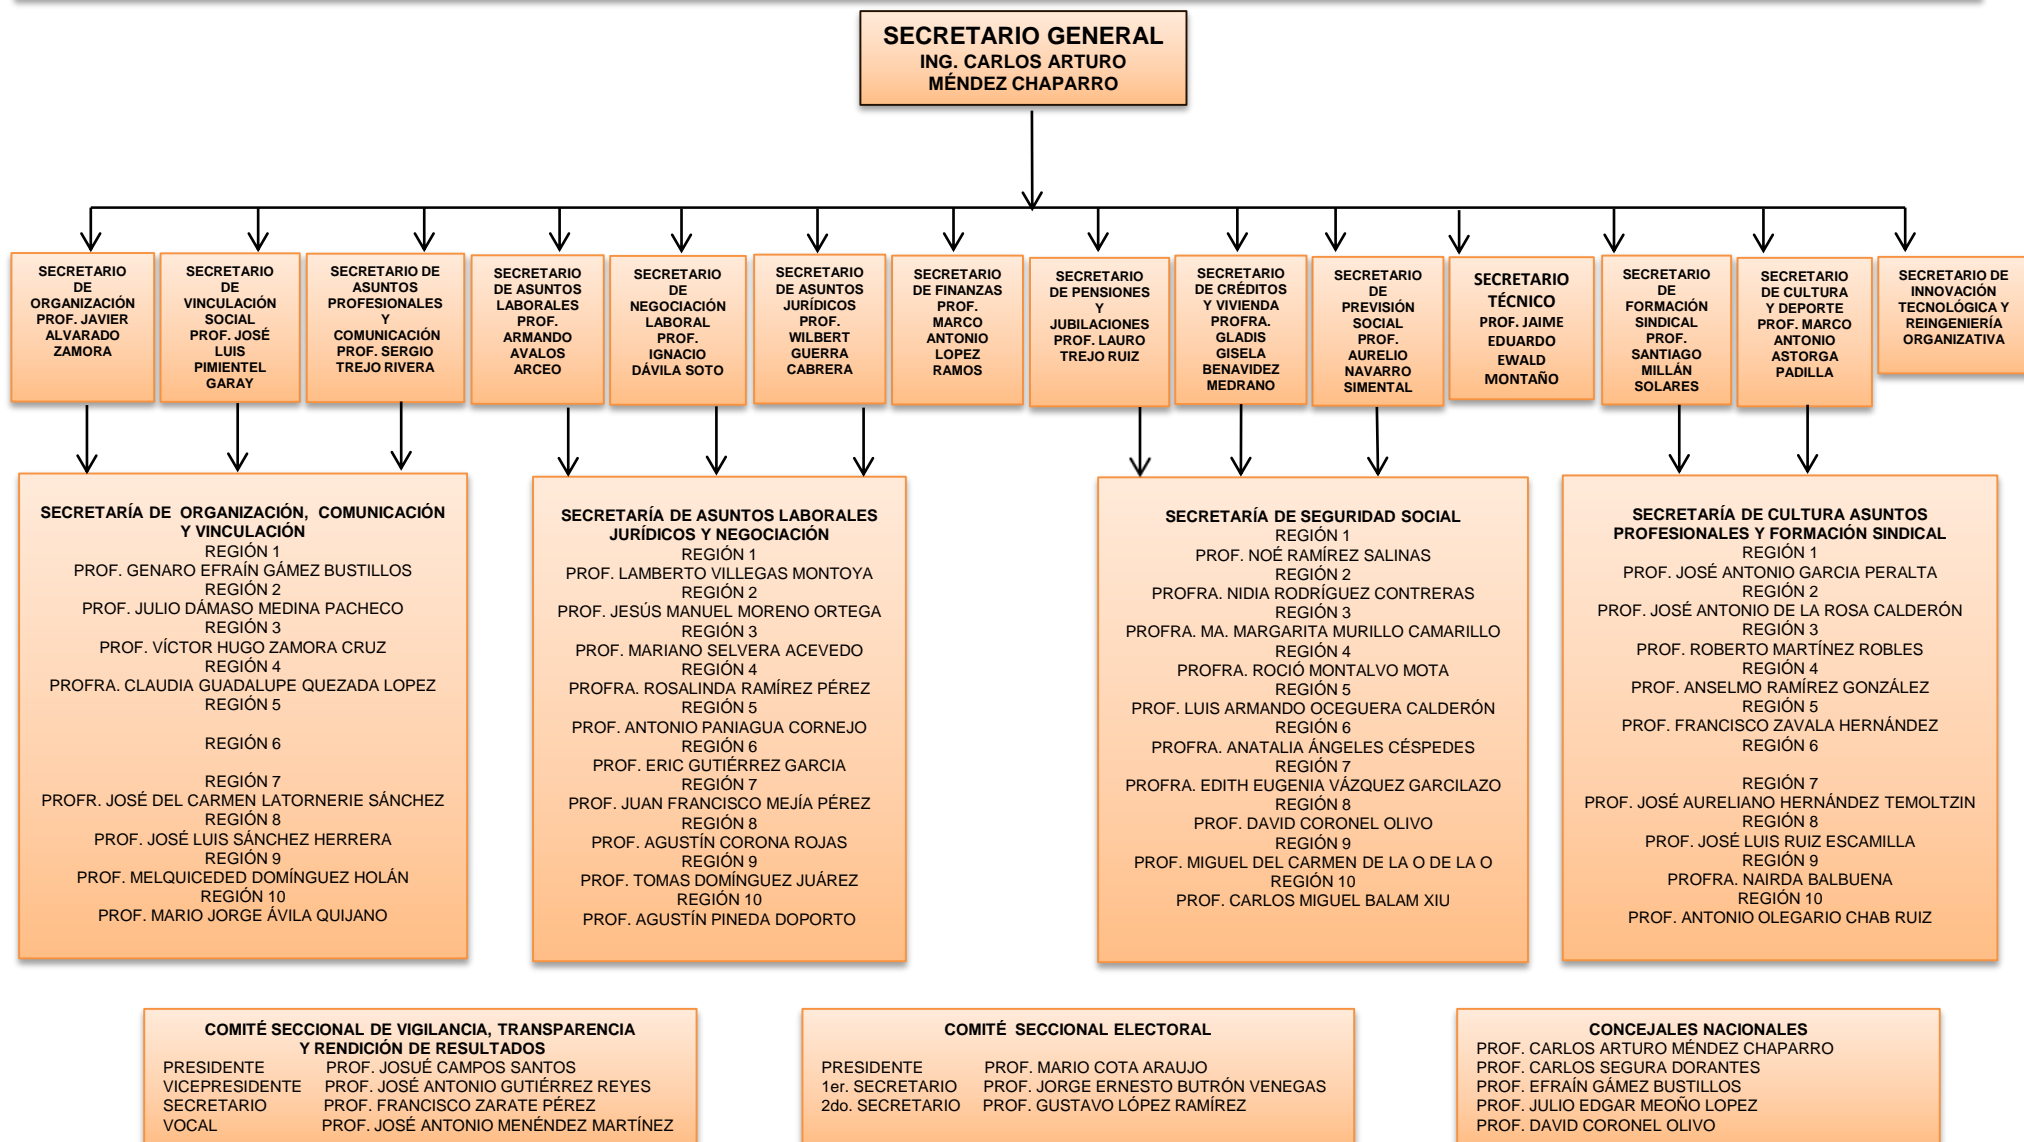 SECRETARIO GENERAL
ING. CARLOS ARTURO
MÉNDEZ CHAPARRO
SECRETARIO
DE
ORGANIZACIÓN
PROF. JAVIER
ALVARADO
ZAMORA
SECRETARIO
DE
VINCULACIÓN
SOCIAL
PROF. JOSÉ
LUIS
PIMIENTEL
GARAY
SECRETARIO DE
ASUNTOS
PROFESIONALES
Y
COMUNICACIÓN
PROF. SERGIO
TREJO RIVERA
SECRETARIO
DE ASUNTOS
LABORALES
PROF.
ARMANDO
AVALOS
ARCEO
SECRETARIO
DE
NEGOCIACIÓN
LABORAL
PROF.
IGNACIO
DÁVILA SOTO
SECRETARIO
DE ASUNTOS
JURÍDICOS
PROF.
WILBERT
GUERRA
CABRERA
SECRETARIO
DE FINANZAS
PROF.
MARCO
ANTONIO
LOPEZ
RAMOS
SECRETARIO
DE PENSIONES
Y
JUBILACIONES
PROF. LAURO
TREJO RUIZ
SECRETARIO
DE CRÉDITOS
Y VIVIENDA
PROFRA.
GLADIS
GISELA
BENAVIDEZ
MEDRANO
SECRETARIO
DE
PREVISIÓN
SOCIAL
PROF.
AURELIO
NAVARRO
SIMENTAL
SECRETARIO
TÉCNICO
PROF. JAIME
EDUARDO
EWALD
MONTAÑO
SECRETARIO
DE
FORMACIÓN
SINDICAL
PROF.
SANTIAGO
MILLÁN
SOLARES
SECRETARIO
DE CULTURA
Y DEPORTE
PROF. MARCO
ANTONIO
ASTORGA
PADILLA
SECRETARIO DE
INNOVACIÓN
TECNOLÓGICA Y
REINGENIERÍA
ORGANIZATIVA
SECRETARÍA DE ORGANIZACIÓN, COMUNICACIÓN
Y VINCULACIÓN
REGIÓN 1
PROF. GENARO EFRAÍN GÁMEZ BUSTILLOS
REGIÓN 2
PROF. JULIO DÁMASO MEDINA PACHECO
REGIÓN 3
PROF. VÍCTOR HUGO ZAMORA CRUZ
REGIÓN 4
PROFRA. CLAUDIA GUADALUPE QUEZADA LOPEZ
REGIÓN 5
REGIÓN 6
REGIÓN 7
PROFR. JOSÉ DEL CARMEN LATORNERIE SÁNCHEZ
REGIÓN 8
PROF. JOSÉ LUIS SÁNCHEZ HERRERA
REGIÓN 9
PROF. MELQUICEDED DOMÍNGUEZ HOLÁN
REGIÓN 10
PROF. MARIO JORGE ÁVILA QUIJANO
SECRETARÍA DE ASUNTOS LABORALES
JURÍDICOS Y NEGOCIACIÓN
REGIÓN 1
PROF. LAMBERTO VILLEGAS MONTOYA
REGIÓN 2
PROF. JESÚS MANUEL MORENO ORTEGA
REGIÓN 3
PROF. MARIANO SELVERA ACEVEDO
REGIÓN 4
PROFRA. ROSALINDA RAMÍREZ PÉREZ
REGIÓN 5
PROF. ANTONIO PANIAGUA CORNEJO
REGIÓN 6
PROF. ERIC GUTIÉRREZ GARCIA
REGIÓN 7
PROF. JUAN FRANCISCO MEJÍA PÉREZ
REGIÓN 8
PROF. AGUSTÍN CORONA ROJAS
REGIÓN 9
PROF. TOMAS DOMÍNGUEZ JUÁREZ
REGIÓN 10
PROF. AGUSTÍN PINEDA DOPORTO
SECRETARÍA DE SEGURIDAD SOCIAL
REGIÓN 1
PROF. NOÉ RAMÍREZ SALINAS
REGIÓN 2
PROFRA. NIDIA RODRÍGUEZ CONTRERAS
REGIÓN 3
PROFRA. MA. MARGARITA MURILLO CAMARILLO
REGIÓN 4
PROFRA. ROCIÓ MONTALVO MOTA
REGIÓN 5
PROF. LUIS ARMANDO OCEGUERA CALDERÓN
REGIÓN 6
PROFRA. ANATALIA ÁNGELES CÉSPEDES
REGIÓN 7
PROFRA. EDITH EUGENIA VÁZQUEZ GARCILAZO
REGIÓN 8
PROF. DAVID CORONEL OLIVO
REGIÓN 9
PROF. MIGUEL DEL CARMEN DE LA O DE LA O
REGIÓN 10
PROF. CARLOS MIGUEL BALAM XIU
SECRETARÍA DE CULTURA ASUNTOS
PROFESIONALES Y FORMACIÓN SINDICAL
REGIÓN 1
PROF. JOSÉ ANTONIO GARCIA PERALTA
REGIÓN 2
PROF. JOSÉ ANTONIO DE LA ROSA CALDERÓN
REGIÓN 3
PROF. ROBERTO MARTÍNEZ ROBLES
REGIÓN 4
PROF. ANSELMO RAMÍREZ GONZÁLEZ
REGIÓN 5
PROF. FRANCISCO ZAVALA HERNÁNDEZ
REGIÓN 6
REGIÓN 7
PROF. JOSÉ AURELIANO HERNÁNDEZ TEMOLTZIN
REGIÓN 8
PROF. JOSÉ LUIS RUIZ ESCAMILLA
REGIÓN 9
PROFRA. NAIRDA BALBUENA
REGIÓN 10
PROF. ANTONIO OLEGARIO CHAB RUIZ
COMITÉ SECCIONAL DE VIGILANCIA, TRANSPARENCIA
Y RENDICIÓN DE RESULTADOS
PRESIDENTE PROF. JOSUÉ CAMPOS SANTOS
VICEPRESIDENTE PROF. JOSÉ ANTONIO GUTIÉRREZ REYES
SECRETARIO PROF. FRANCISCO ZARATE PÉREZ
VOCAL PROF. JOSÉ ANTONIO MENÉNDEZ MARTÍNEZ
COMITÉ SECCIONAL ELECTORAL
PRESIDENTE PROF. MARIO COTA ARAUJO
1er. SECRETARIO PROF. JORGE ERNESTO BUTRÓN VENEGAS
2do. SECRETARIO PROF. GUSTAVO LÓPEZ RAMÍREZ
CONCEJALES NACIONALES
PROF. CARLOS ARTURO MÉNDEZ CHAPARRO
PROF. CARLOS SEGURA DORANTES
PROF. EFRAÍN GÁMEZ BUSTILLOS
PROF. JULIO EDGAR MEOÑO LOPEZ
PROF. DAVID CORONEL OLIVO